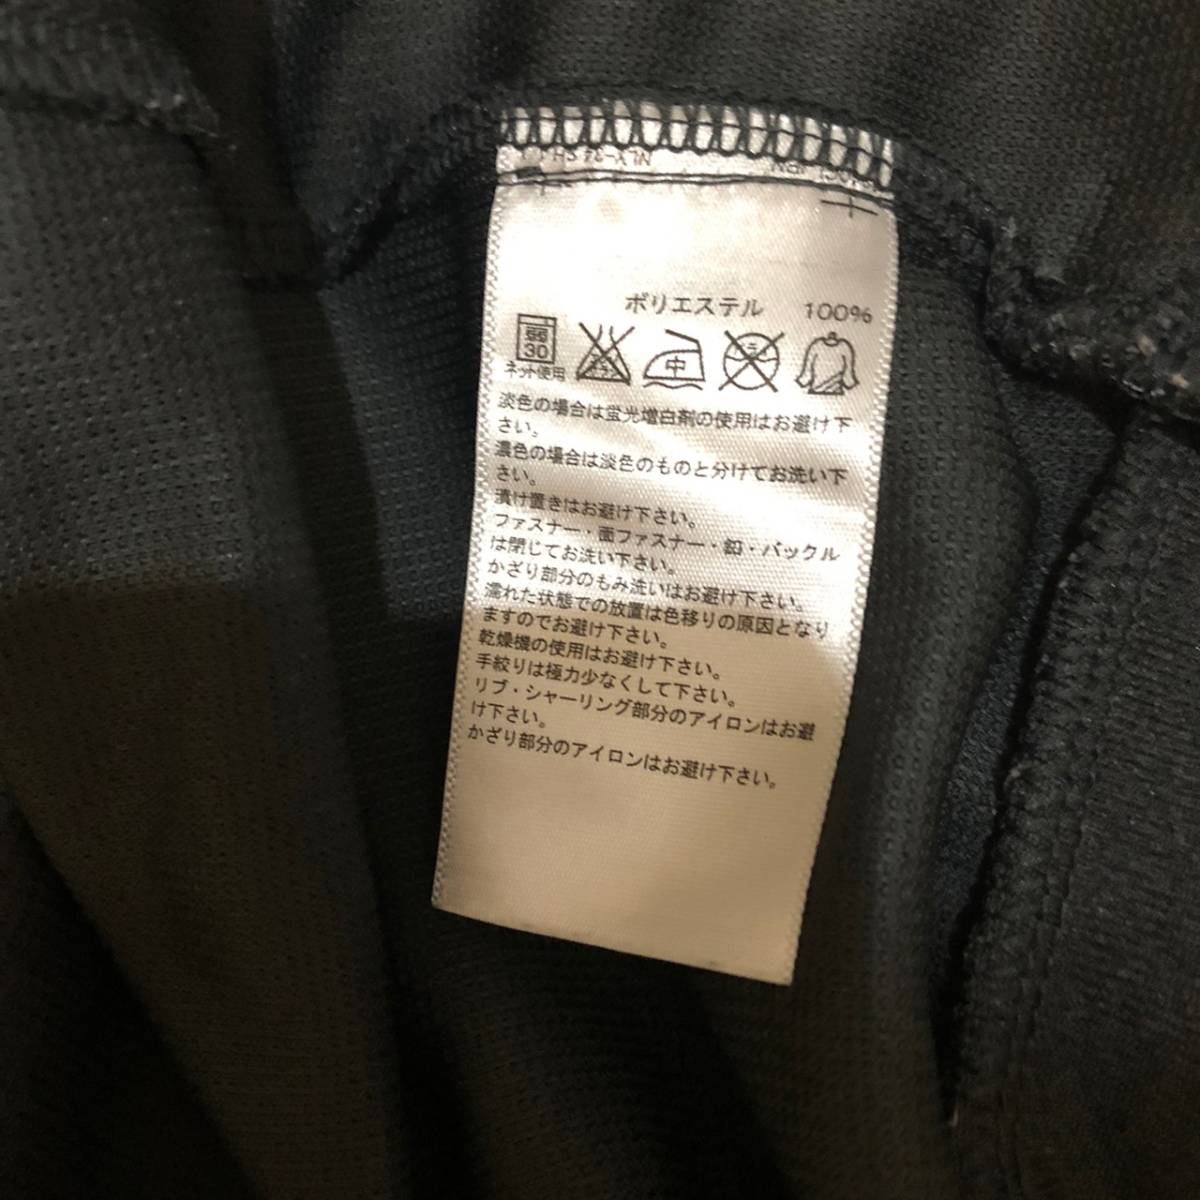 ポリエステル 100%
弱
30
ネット使用
中
ドライ
淡色の場合は蛍光増白剤の使用はお避け下
さい。
濃色の場合は淡色のものと分けてお洗い下
さい。
漬け置きはお避け下さい。
ファスナー・面ファスナー・釦・バックル
は閉じてお洗い下さい。
かざり部分のもみ洗いはお避け下さい。
濡れた状態での放置は色移りの原因となり
ますのでお避け下さい。
乾燥機の使用はお避け下さい。
手絞りは極力少なくして下さい。
リブ・シャーリング部分のアイロンはお避
け下さい。
かざり部分のアイロンはお避け下さい。